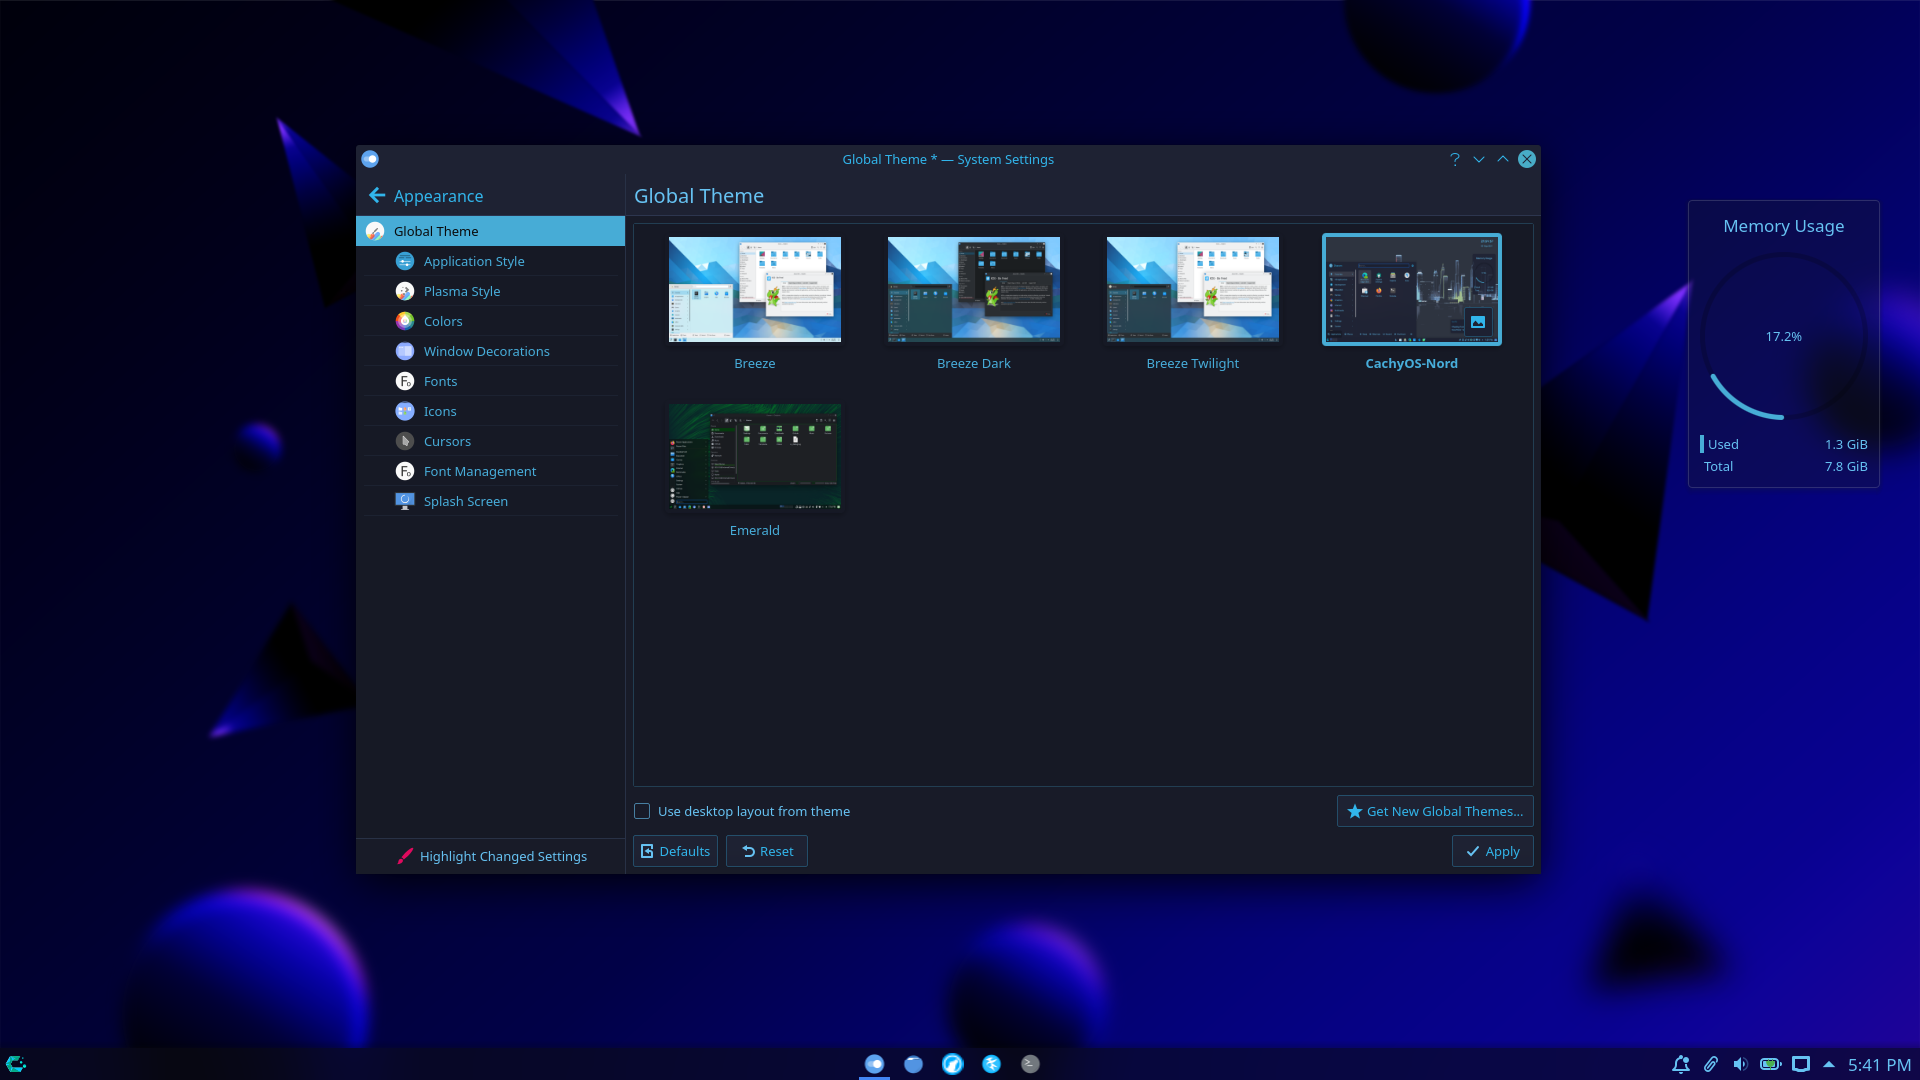 Global Theme * — System Settings
Appearance
Global Theme
Application Style
Plasma Style
Colors
Window Decorations
Fonts
Icons
Cursors
Font Management
Splash Screen
Highlight Changed Settings
Global Theme
Breeze
Breeze Dark
Breeze Twilight
CachyOS-Nord
Emerald
Use desktop layout from theme
Get New Global Themes...
Defaults
Reset
Apply
Memory Usage
17.2%
Used 1.3 GiB
Total 7.8 GiB
5:41 PM